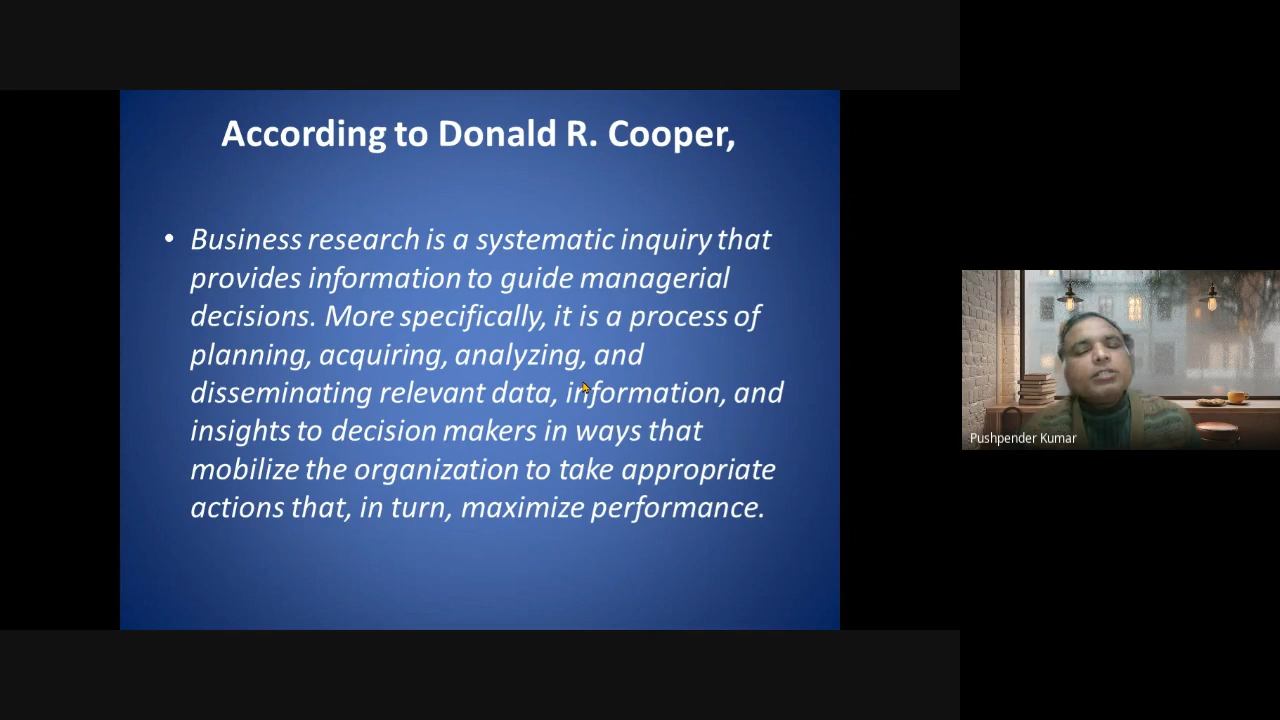 According to Donald R. Cooper,
• Business research is a systematic inquiry that
provides information to guide managerial
decisions. More specifically, it is a process of
planning, acquiring, analyzing, and
disseminating relevant data, information, and
insights to decision makers in ways that
mobilize the organization to take appropriate
actions that, in turn, maximize performance.
Pushpender Kumar